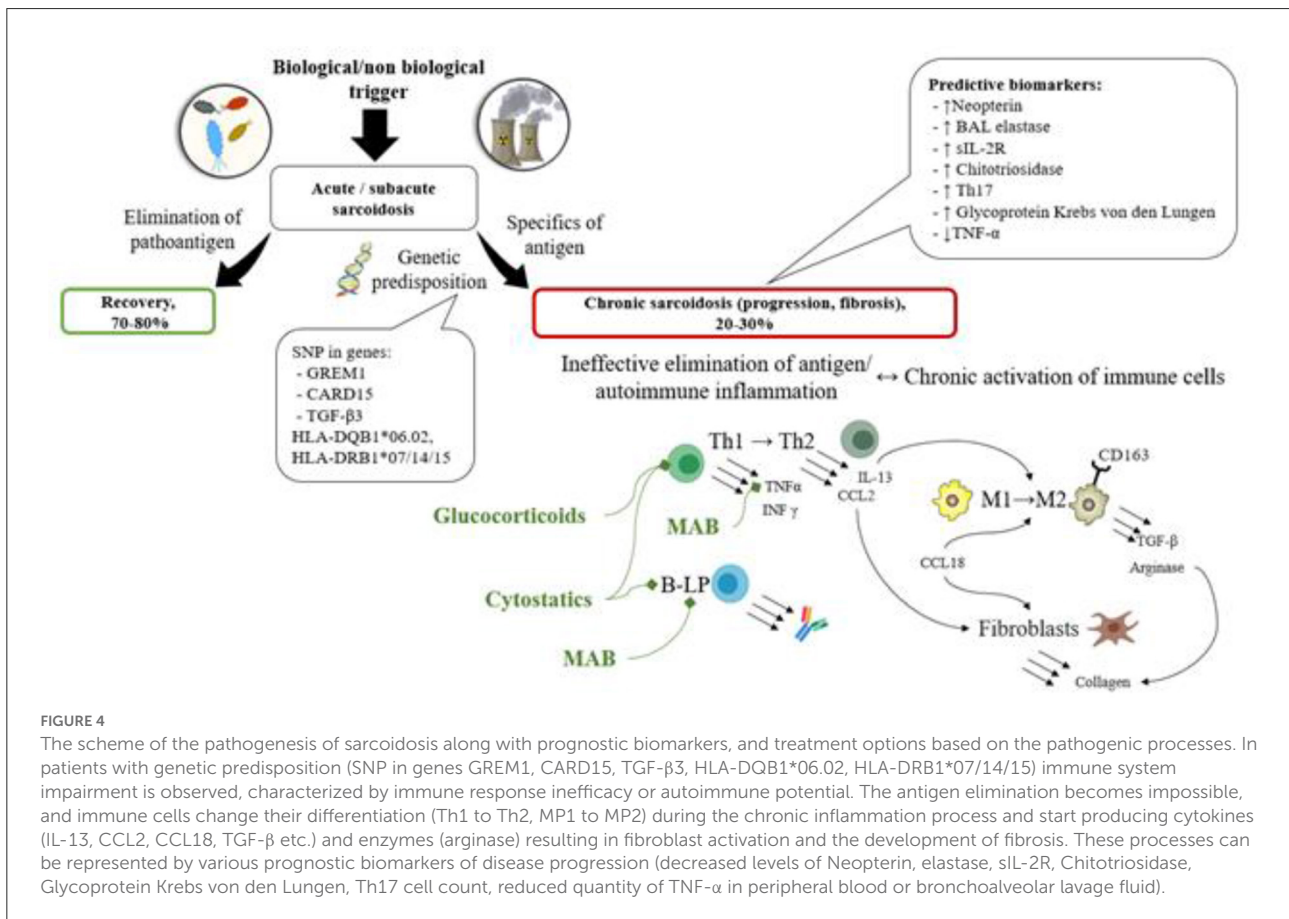 Biological/non biological
trigger
Acute / subacute
sarcoidosis
Elimination of
pathoantigen
Specifics of
antigen
Genetic
predisposition
Recovery,
70-80%
Chronic sarcoidosis (progression, fibrosis),
20-30%
Predictive biomarkers:
- ↑Neopterin
- ↑ BAL elastase
- ↑ sIL-2R
- ↑ Chitotriosidase
- ↑ Th17
- ↑ Glycoprotein Krebs von den Lungen
- ↓TNF-α
SNP in genes:
- GREM1
- CARD15
- TGF-β3
HLA-DQB1*06.02,
HLA-DRB1*07/14/15
Ineffective elimination of antigen/
autoimmune inflammation
↔ Chronic activation of immune cells
Th1 → Th2
TNFα
INF γ
IL-13
CCL2
CD163
M1→M2
TGF-β
Arginase
CCL18
Fibroblasts
Collagen
Glucocorticoids
MAB
Cytostatics
B-LP
MAB
FIGURE 4
The scheme of the pathogenesis of sarcoidosis along with prognostic biomarkers, and treatment options based on the pathogenic processes. In
patients with genetic predisposition (SNP in genes GREM1, CARD15, TGF-β3, HLA-DQB1*06.02, HLA-DRB1*07/14/15) immune system
impairment is observed, characterized by immune response inefficacy or autoimmune potential. The antigen elimination becomes impossible,
and immune cells change their differentiation (Th1 to Th2, MP1 to MP2) during the chronic inflammation process and start producing cytokines
(IL-13, CCL2, CCL18, TGF-β etc.) and enzymes (arginase) resulting in fibroblast activation and the development of fibrosis. These processes can
be represented by various prognostic biomarkers of disease progression (decreased levels of Neopterin, elastase, sIL-2R, Chitotriosidase,
Glycoprotein Krebs von den Lungen, Th17 cell count, reduced quantity of TNF-α in peripheral blood or bronchoalveolar lavage fluid).